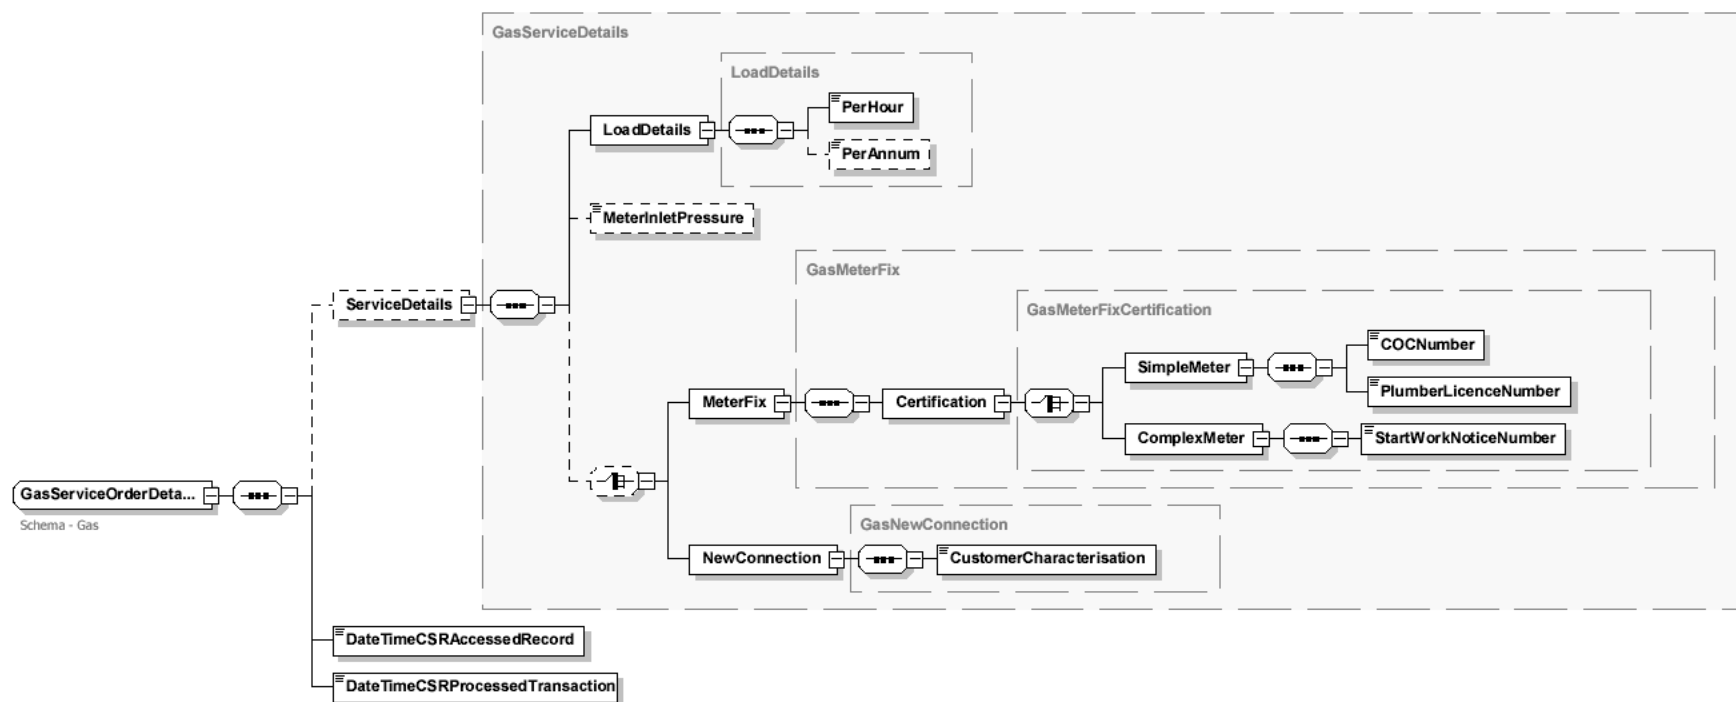 GasServiceDetails
LoadDetails
LoadDetails
PerHour
PerAnnum
MeterInletPressure
GasMeterFix
GasMeterFixCertification
ServiceDetails
COCNumber
SimpleMeter
PlumberLicenceNumber
MeterFix
Certification
ComplexMeter
StartWorkNoticeNumber
GasServiceOrderDeta...
Schema - Gas
GasNewConnection
NewConnection
CustomerCharacterisation
DateTimeCSRAccessedRecord
DateTimeCSRProcessedTransaction